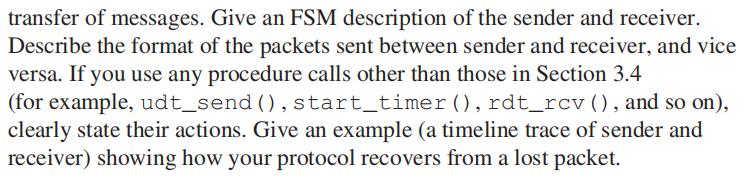 transfer of messages. Give an FSM description of the sender and receiver.
Describe the format of the packets sent between sender and receiver, and vice
versa. If you use any procedure calls other than those in Section 3.4
(for example, udt_send(), start_timer(), rdt_rcv(), and so on),
clearly state their actions. Give an example (a timeline trace of sender and
receiver) showing how your protocol recovers from a lost packet.